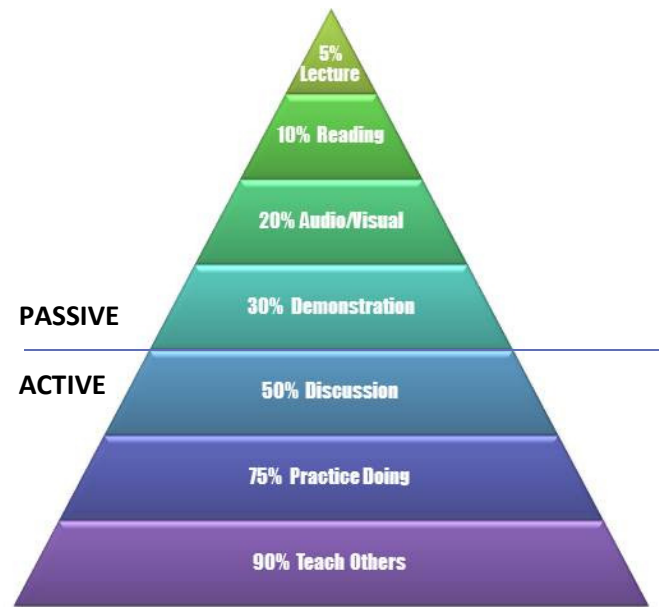 5%
Lecture
10% Reading
20% Audio/Visual
30% Demonstration
PASSIVE
ACTIVE
50% Discussion
75% Practice Doing
90% Teach Others